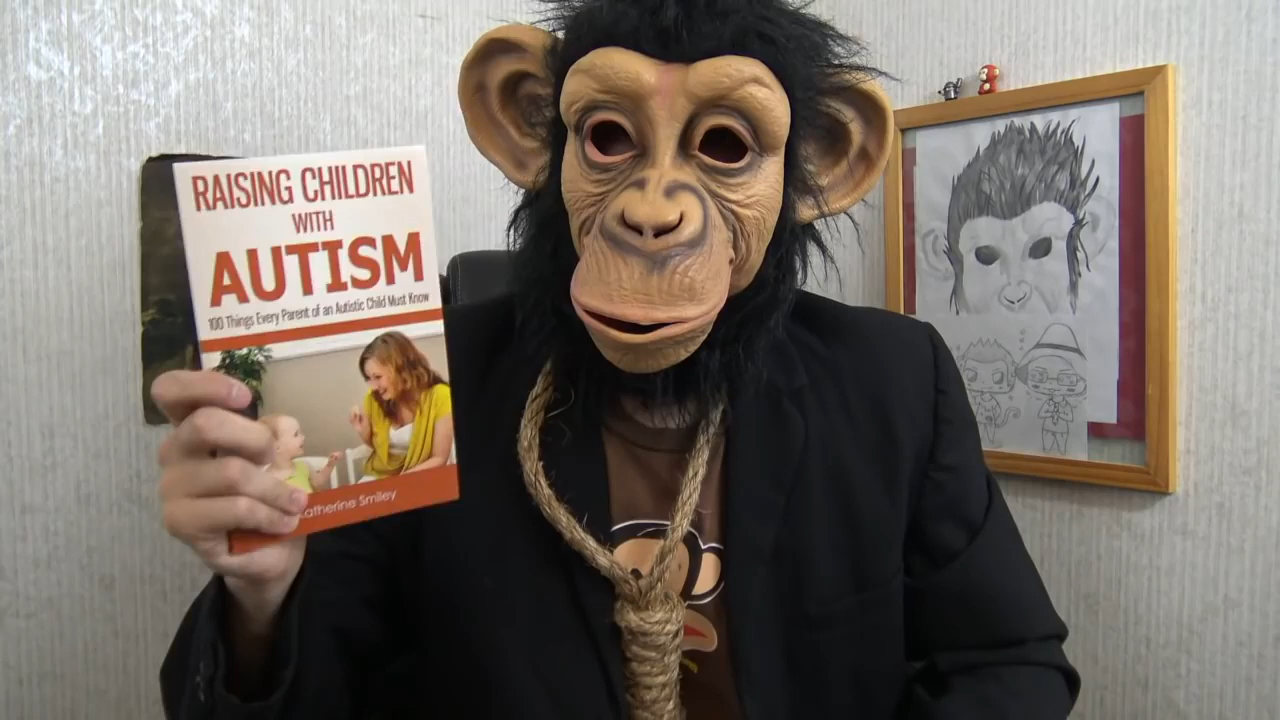 RAISING CHILDREN
WITH
AUTISM
100 Things Every Parent of an Autistic Child Must Know
Smiley